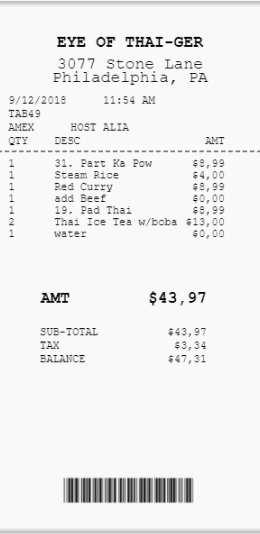 EYE OF THAI-GER
3077 Stone Lane
Philadelphia, PA
9/12/2018 11:54 AM
TAB49
AMEX HOST ALIA
QTY DESC AMT
1 31. Part Ka Pow $8,99
1 Steam Rice $4,00
1 Red Curry $8,99
1 add Beef $0,00
1 19. Pad Thai $8,99
2 Thai Ice Tea w/boba $13,00
1 water $0,00
AMT $43,97
SUB-TOTAL $43,97
TAX $3,34
BALANCE $47,31